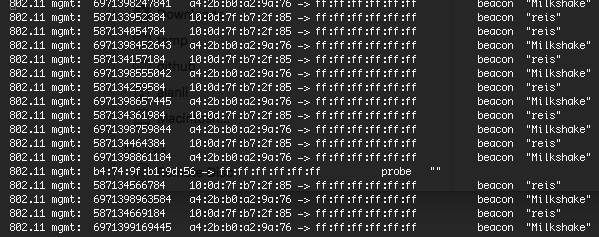 802.11 mgmt: 6971398247841 a4:2b:b0:a2:9a:76 -> ff:ff:ff:ff:ff:ff beacon "Milkshake"
802.11 mgmt: 587133952384 10:0d:7f:b7:2f:85 -> ff:ff:ff:ff:ff:ff beacon "reis"
802.11 mgmt: 587134054784 10:0d:7f:b7:2f:85 -> ff:ff:ff:ff:ff:ff beacon "reis"
802.11 mgmt: 6971398452643 a4:2b:b0:a2:9a:76 -> ff:ff:ff:ff:ff:ff beacon "Milkshake"
802.11 mgmt: 587134157184 10:0d:7f:b7:2f:85 -> ff:ff:ff:ff:ff:ff beacon "reis"
802.11 mgmt: 6971398555042 a4:2b:b0:a2:9a:76 -> ff:ff:ff:ff:ff:ff beacon "Milkshake"
802.11 mgmt: 587134259584 10:0d:7f:b7:2f:85 -> ff:ff:ff:ff:ff:ff beacon "reis"
802.11 mgmt: 6971398657445 a4:2b:b0:a2:9a:76 -> ff:ff:ff:ff:ff:ff beacon "Milkshake"
802.11 mgmt: 587134361984 10:0d:7f:b7:2f:85 -> ff:ff:ff:ff:ff:ff beacon "reis"
802.11 mgmt: 6971398759844 a4:2b:b0:a2:9a:76 -> ff:ff:ff:ff:ff:ff beacon "Milkshake"
802.11 mgmt: 587134464384 10:0d:7f:b7:2f:85 -> ff:ff:ff:ff:ff:ff beacon "reis"
802.11 mgmt: 6971398861184 a4:2b:b0:a2:9a:76 -> ff:ff:ff:ff:ff:ff beacon "Milkshake"
802.11 mgmt: b4:74:9f:b1:9d:56 -> ff:ff:ff:ff:ff:ff probe ""
802.11 mgmt: 587134566784 10:0d:7f:b7:2f:85 -> ff:ff:ff:ff:ff:ff beacon "reis"
802.11 mgmt: 6971398963584 a4:2b:b0:a2:9a:76 -> ff:ff:ff:ff:ff:ff beacon "Milkshake"
802.11 mgmt: 587134669184 10:0d:7f:b7:2f:85 -> ff:ff:ff:ff:ff:ff beacon "reis"
802.11 mgmt: 6971399169445 a4:2b:b0:a2:9a:76 -> ff:ff:ff:ff:ff:ff beacon "Milkshake"